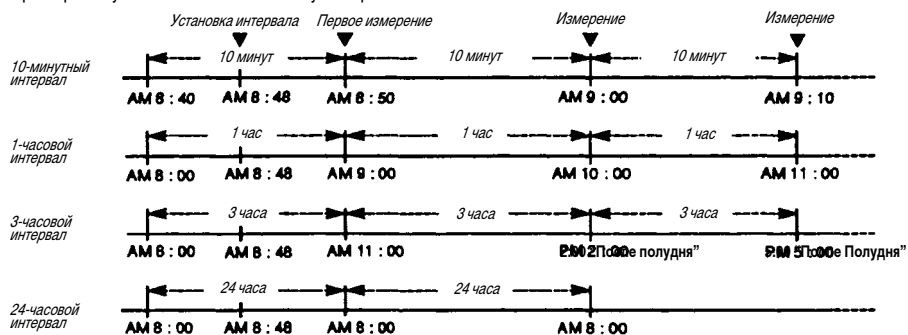 Установка интервала Первое измерение Измерение Измерение
10-минутный интервал
10 минут 10 минут 10 минут
AM 8 : 40 AM 8 : 48 AM 8 : 50 AM 9 : 00 AM 9 : 10
1-часовой интервал
1 час 1 час 1 час
AM 8 : 00 AM 8 : 48 AM 9 : 00 AM 10 : 00 AM 11 : 00
3-часовой интервал
3 часа 3 часа 3 часа
AM 8 : 00 AM 8 : 48 AM 11 : 00 полудня” Полудня”
24-часовой интервал
24 часа 24 часа
AM 8 : 00 AM 8 : 48 AM 8 : 00 AM 8 : 00